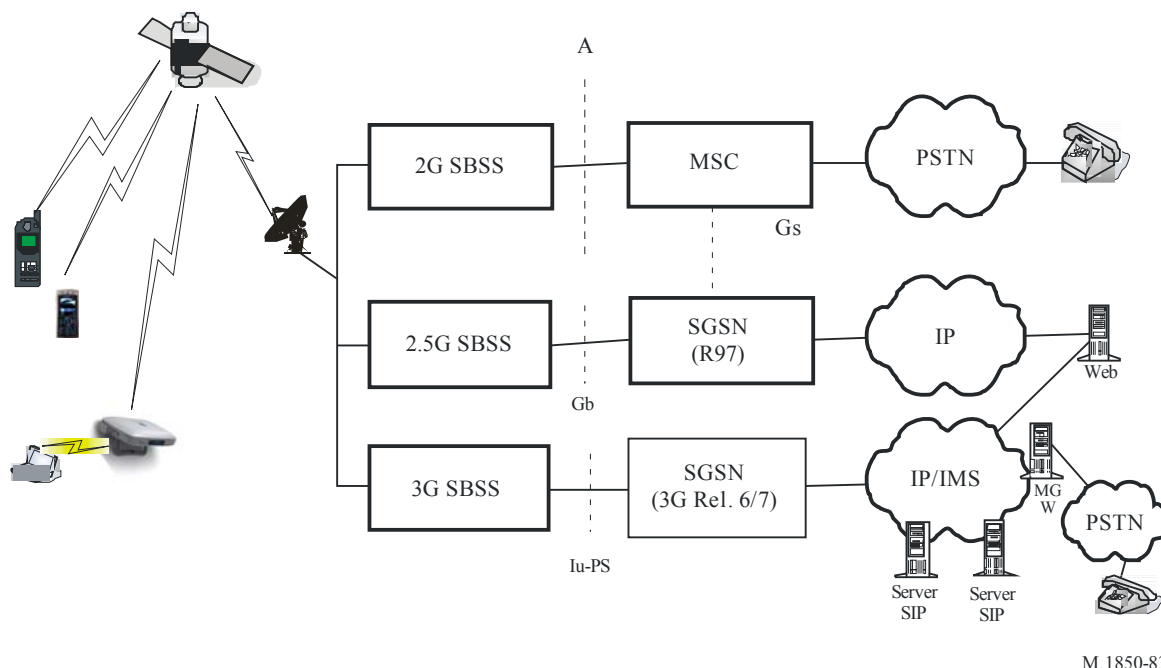 A
2G SBSS
MSC
PSTN
Gs
2.5G SBSS
SGSN
(R97)
IP
Web
Gb
3G SBSS
SGSN
(3G Rel. 6/7)
IP/IMS
MG
W
PSTN
Iu-PS
Server
SIP
Server
SIP